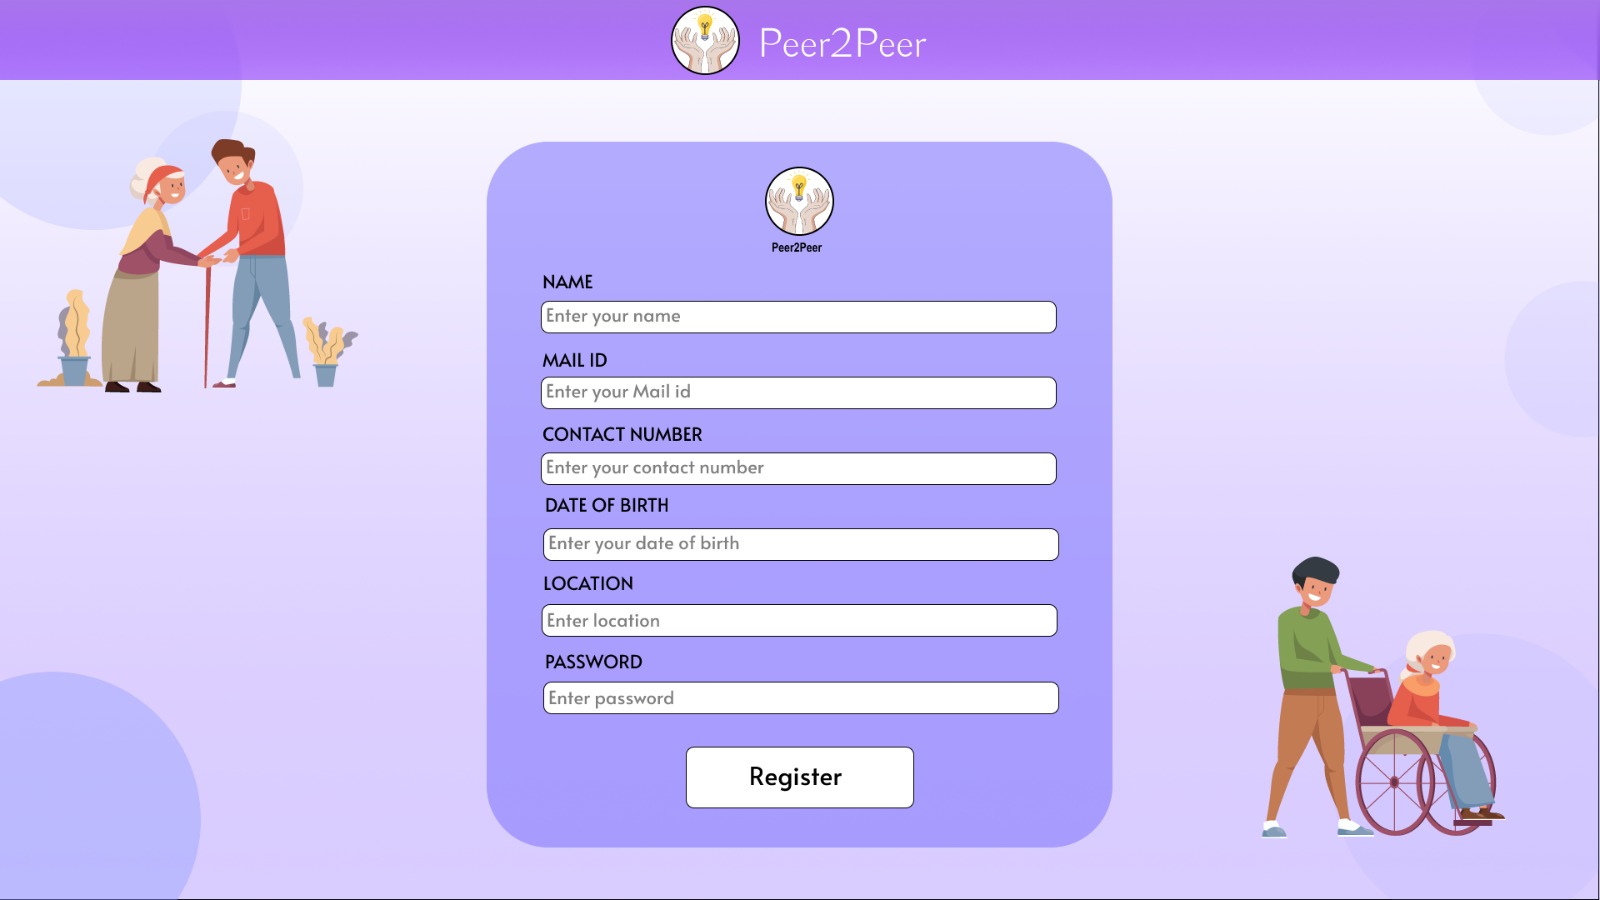 Peer2Peer
Peer2Peer
NAME
Enter your name
MAIL ID
Enter your Mail id
CONTACT NUMBER
Enter your contact number
DATE OF BIRTH
Enter your date of birth
LOCATION
Enter location
PASSWORD
Enter password
Register